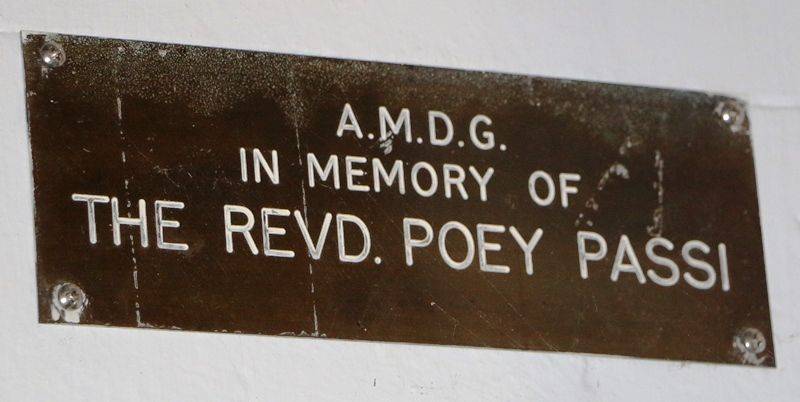 A.M.D.G.
IN MEMORY OF
THE REVD. POEY PASSI